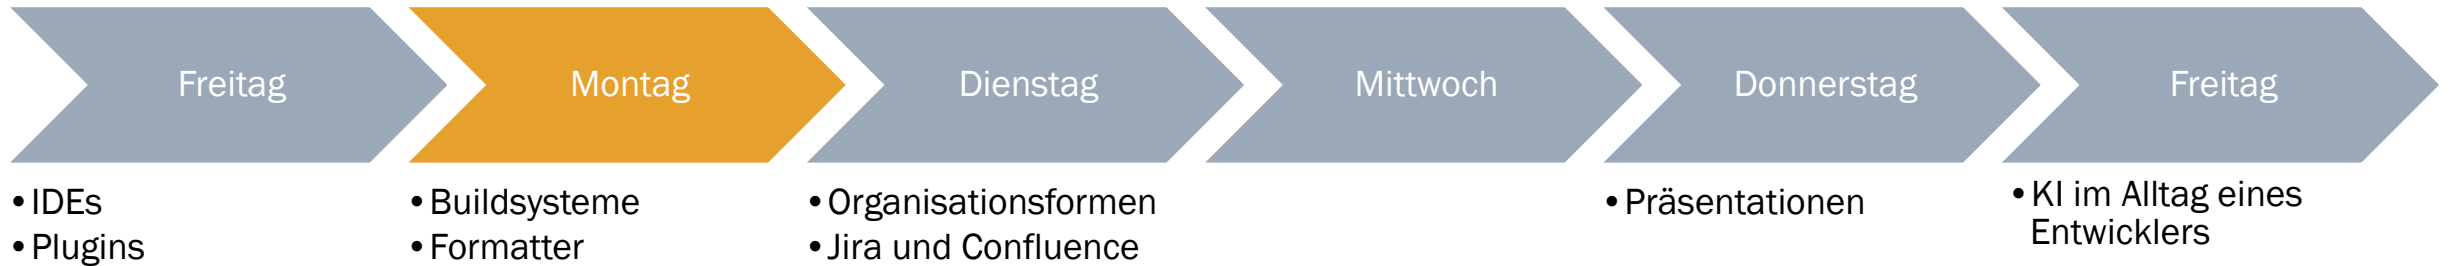 Freitag
Montag
Dienstag
Mittwoch
Donnerstag
Freitag
•IDEs
•Plugins
•Buildsysteme
•Formatter
•Organisationsformen
•Jira und Confluence
•Präsentationen
•KI im Alltag eines
Entwicklers